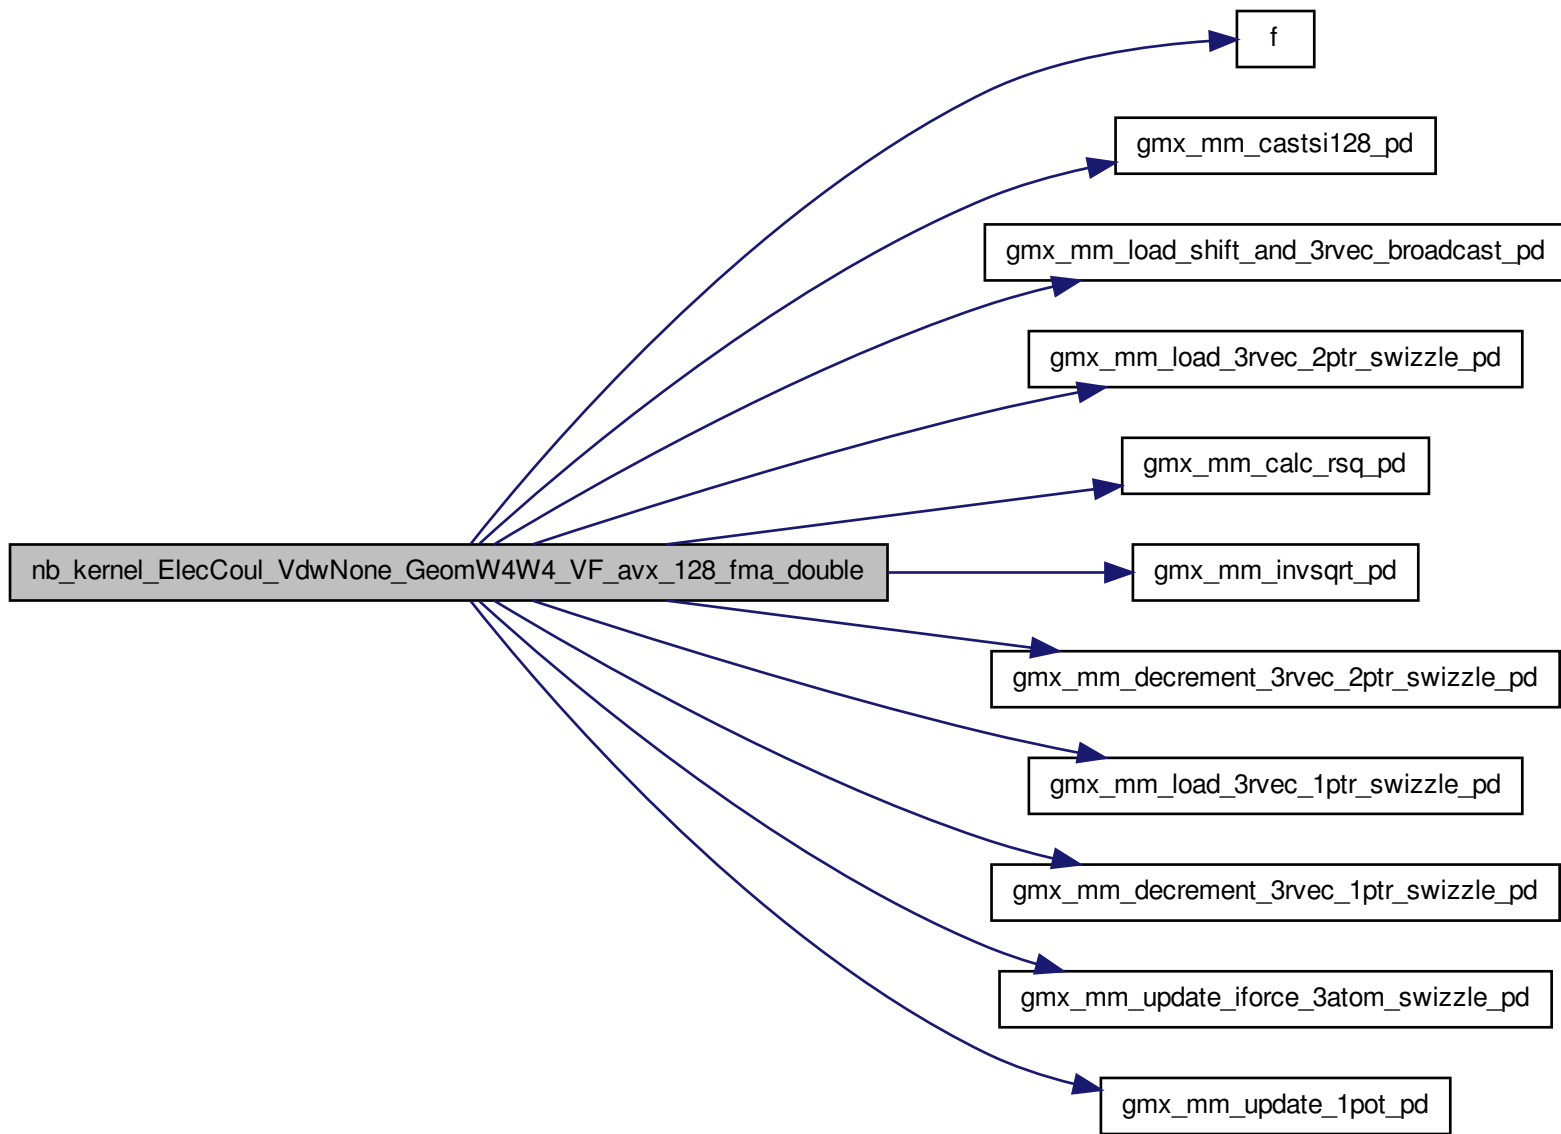 f
gmx_mm_castsi128_pd
gmx_mm_load_shift_and_3rvec_broadcast_pd
gmx_mm_load_3rvec_2ptr_swizzle_pd
gmx_mm_calc_rsq_pd
nb_kernel_ElecCoul_VdwNone_GeomW4W4_VF_avx_128_fma_double
gmx_mm_invsqrt_pd
gmx_mm_decrement_3rvec_2ptr_swizzle_pd
gmx_mm_load_3rvec_1ptr_swizzle_pd
gmx_mm_decrement_3rvec_1ptr_swizzle_pd
gmx_mm_update_iforce_3atom_swizzle_pd
gmx_mm_update_1pot_pd